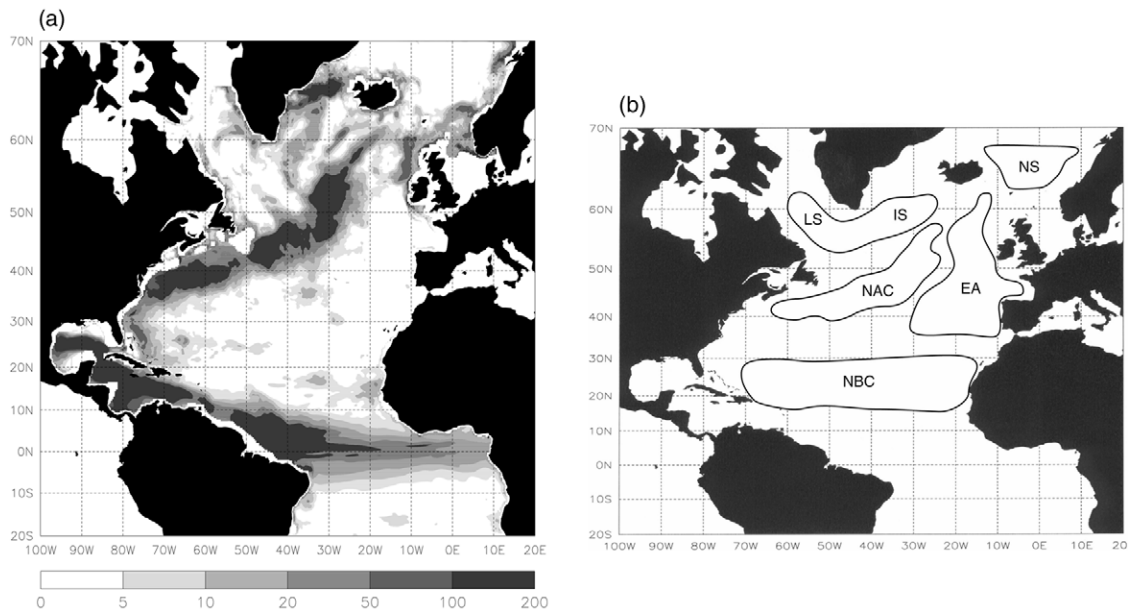 (a)
70N
60N
50N
40N
30N
20N
10N
0N
10S
20S
100W 90W 80W 70W 60W 50W 40W 30W 20W 10W 0E 10E 20E
0 5 10 20 50 100 200
(b)
70N
60N
50N
40N
30N
20N
10N
0N
10S
20S
NS
LS
IS
NAC
EA
NBC
100W 90W 80W 70W 60W 50W 40W 30W 20W 10W 0E 10E 20